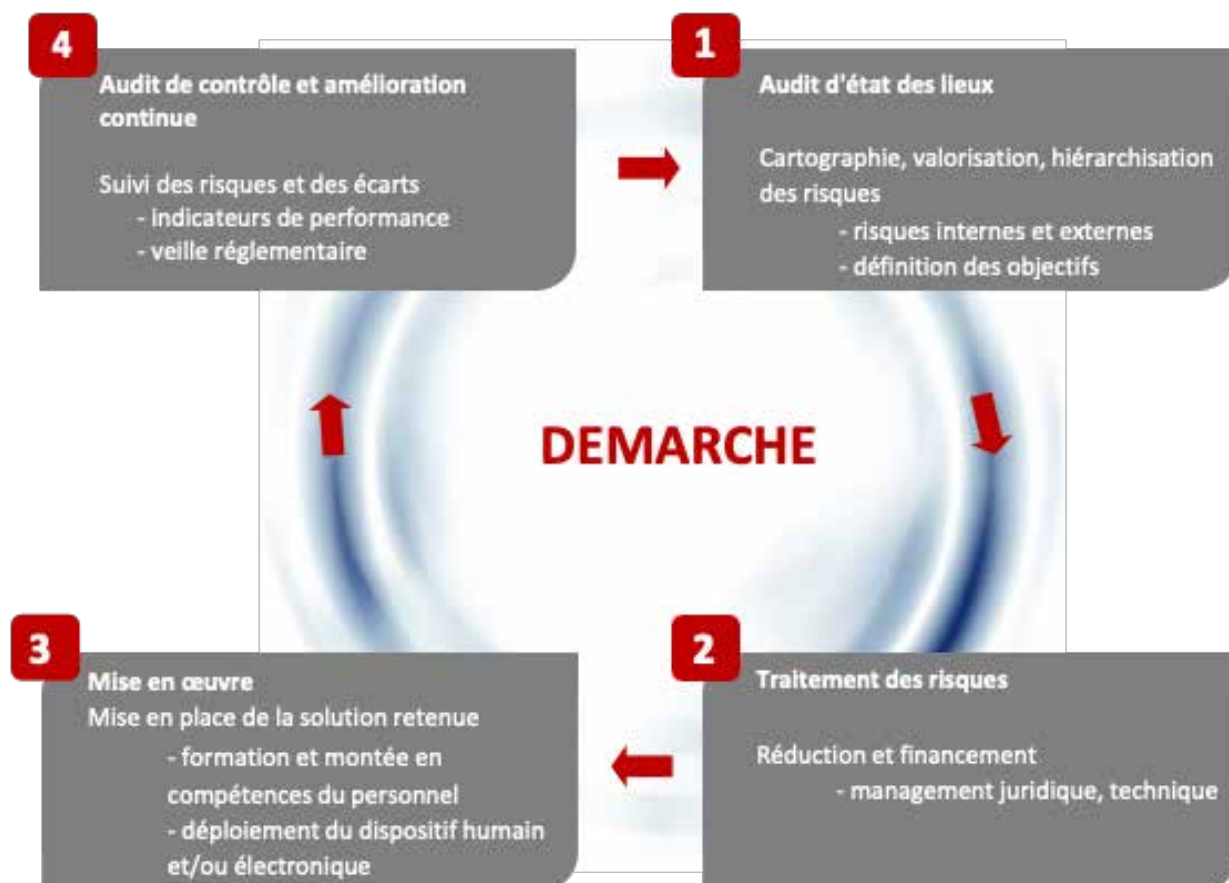 4
Audit de contrôle et amélioration
continue
Suivi des risques et des écarts
- indicateurs de performance
- veille réglementaire
1
Audit d'état des lieux
Cartographie, valorisation, hiérarchisation
des risques
- risques internes et externes
- définition des objectifs
DEMARCHE
3
Mise en œuvre
Mise en place de la solution retenue
- formation et montée en
compétences du personnel
- déploiement du dispositif humain
et/ou électronique
2
Traitement des risques
Réduction et financement
- management juridique, technique